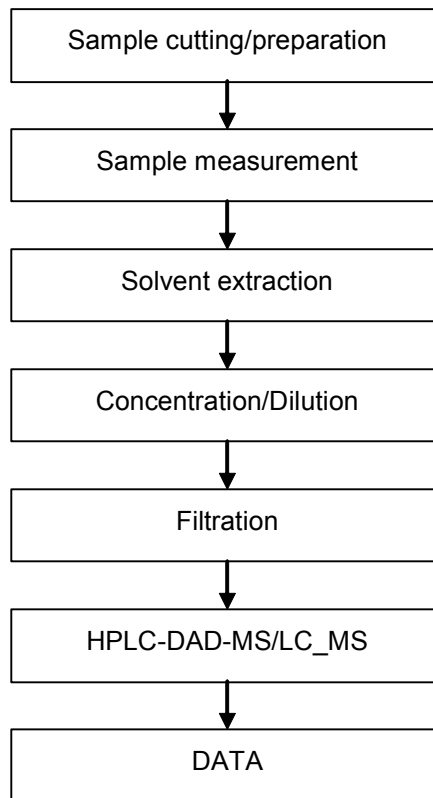 Sample cutting/preparation
Sample measurement
Solvent extraction
Concentration/Dilution
Filtration
HPLC-DAD-MS/LC_MS
DATA